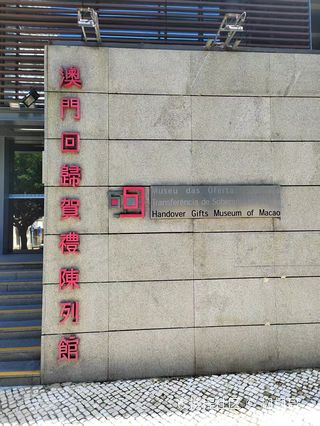 澳門回歸賀禮陳列館
Museu das Ofertas
Transferência de Sober
Handover Gifts Museum of Macao